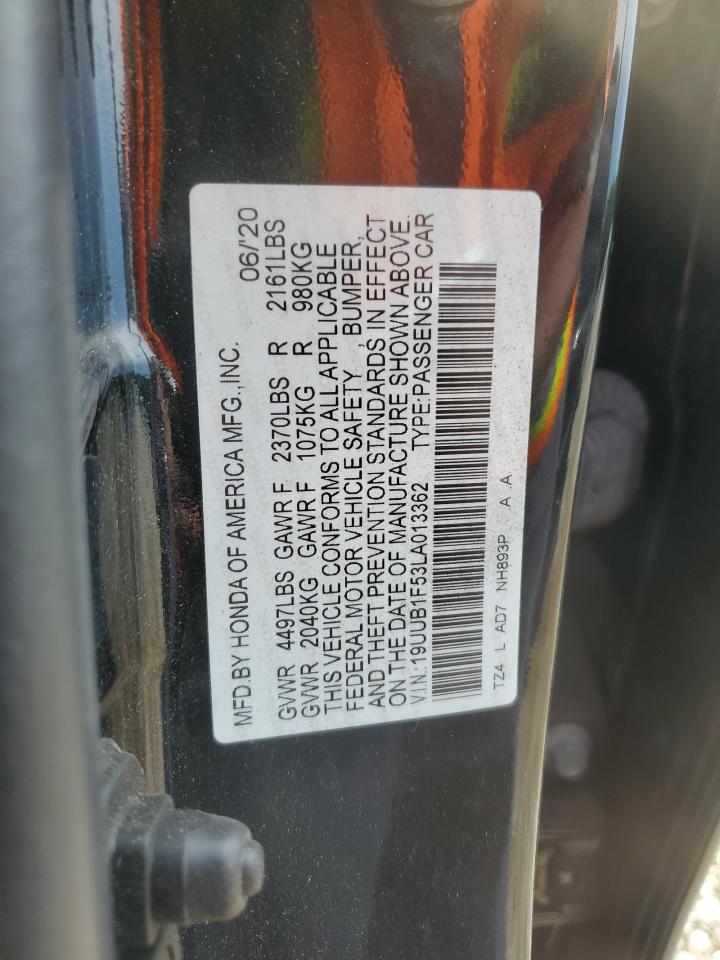 MFD.BY HONDA OF AMERICA MFG.,INC. 06/'20
GVWR 4497LBS GAWR F 2370LBS R 2161LBS
GVWR 2040KG GAWR F 1075KG R 980KG
THIS VEHICLE CONFORMS TO ALL APPLICABLE
FEDERAL MOTOR VEHICLE SAFETY, BUMPER,
AND THEFT PREVENTION STANDARDS IN EFFECT
ON THE DATE OF MANUFACTURE SHOWN ABOVE.
V.I.N.:19UUB1F53LA013362 TYPE:PASSENGER CAR
TZ4 L AD7 NH893P A A